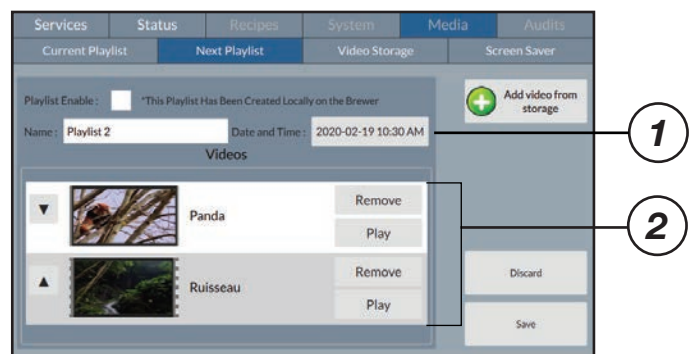 Services Status Recipes System Media Audits
Current Playlist Next Playlist Video Storage Screen Saver
Playlist Enable : *This Playlist Has Been Created Locally on the Brewer
Add video from
storage
Name : Playlist 2 Date and Time : 2020-02-19 10:30 AM
1
Videos
Panda
Remove
Play
2
Ruisseau
Remove
Play
Discard
Save